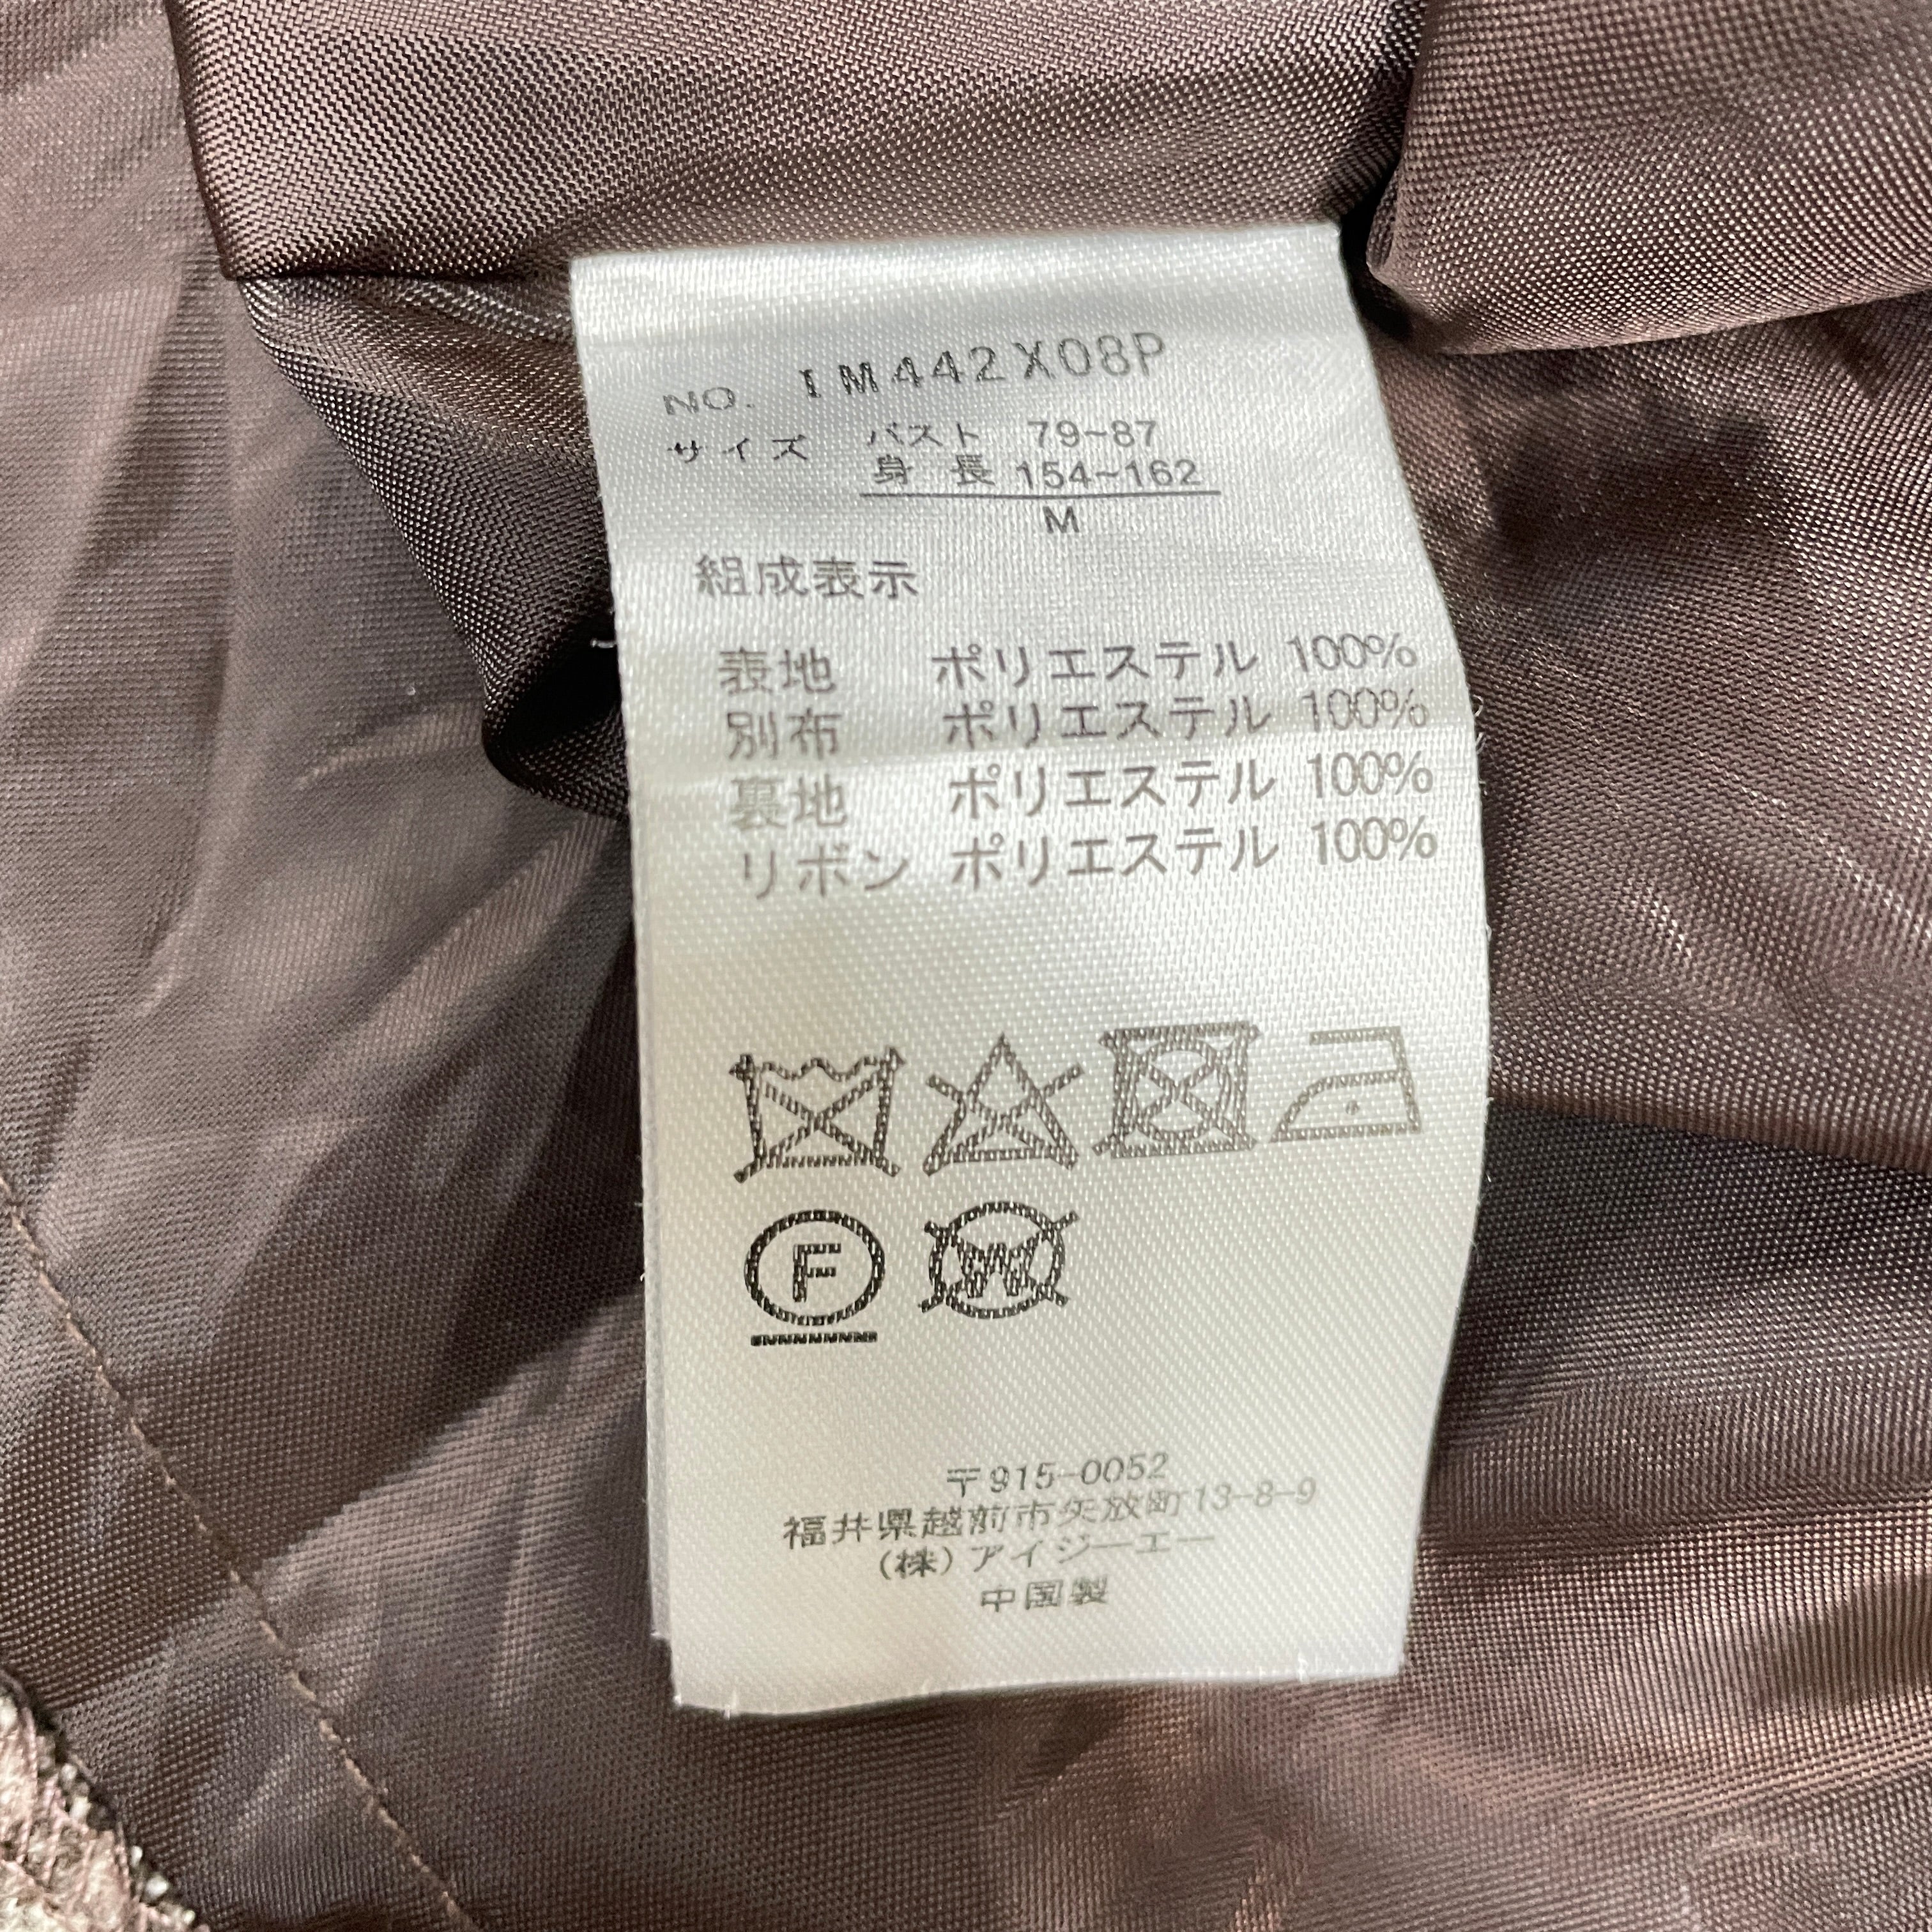 NO. IM442X08P
サイズ バスト 79~87
身長 154~162
M
組成表示
表地 ポリエステル 100%
別布 ポリエステル 100%
裏地 ポリエステル 100%
リボン ポリエステル 100%
F W
〒915-0052
福井県越前市矢放町13-8-9
(株)アイジーエー
中国製